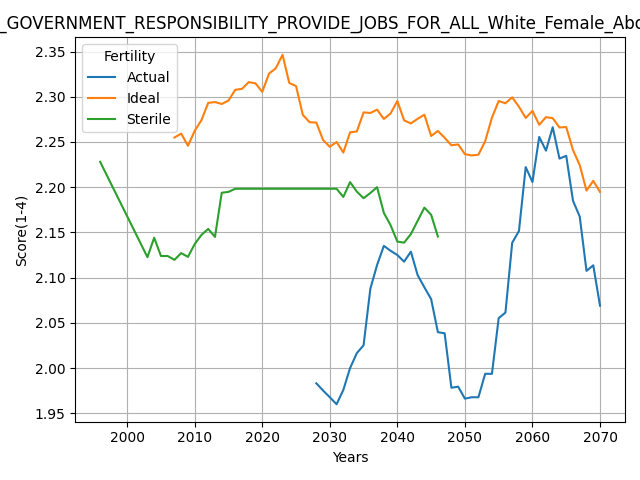 _GOVERNMENT_RESPONSIBILITY_PROVIDE_JOBS_FOR_ALL_White_Female_Abo
Fertility
Actual
Ideal
Sterile
Score(1-4)
2.35
2.30
2.25
2.20
2.15
2.10
2.05
2.00
1.95
2000 2010 2020 2030 2040 2050 2060 2070
Years